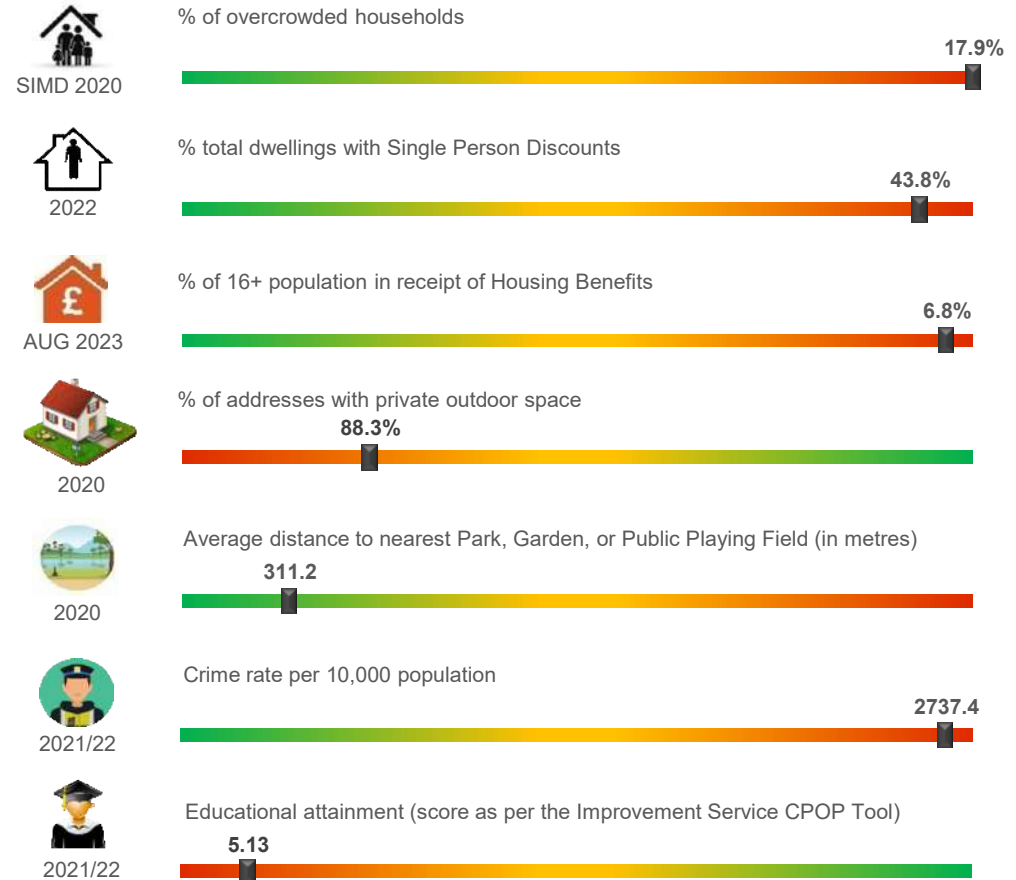 % of overcrowded households
17.9%
SIMD 2020
% total dwellings with Single Person Discounts
43.8%
2022
% of 16+ population in receipt of Housing Benefits
6.8%
£
AUG 2023
% of addresses with private outdoor space
88.3%
2020
Average distance to nearest Park, Garden, or Public Playing Field (in metres)
311.2
2020
Crime rate per 10,000 population
2737.4
2021/22
Educational attainment (score as per the Improvement Service CPOP Tool)
5.13
2021/22